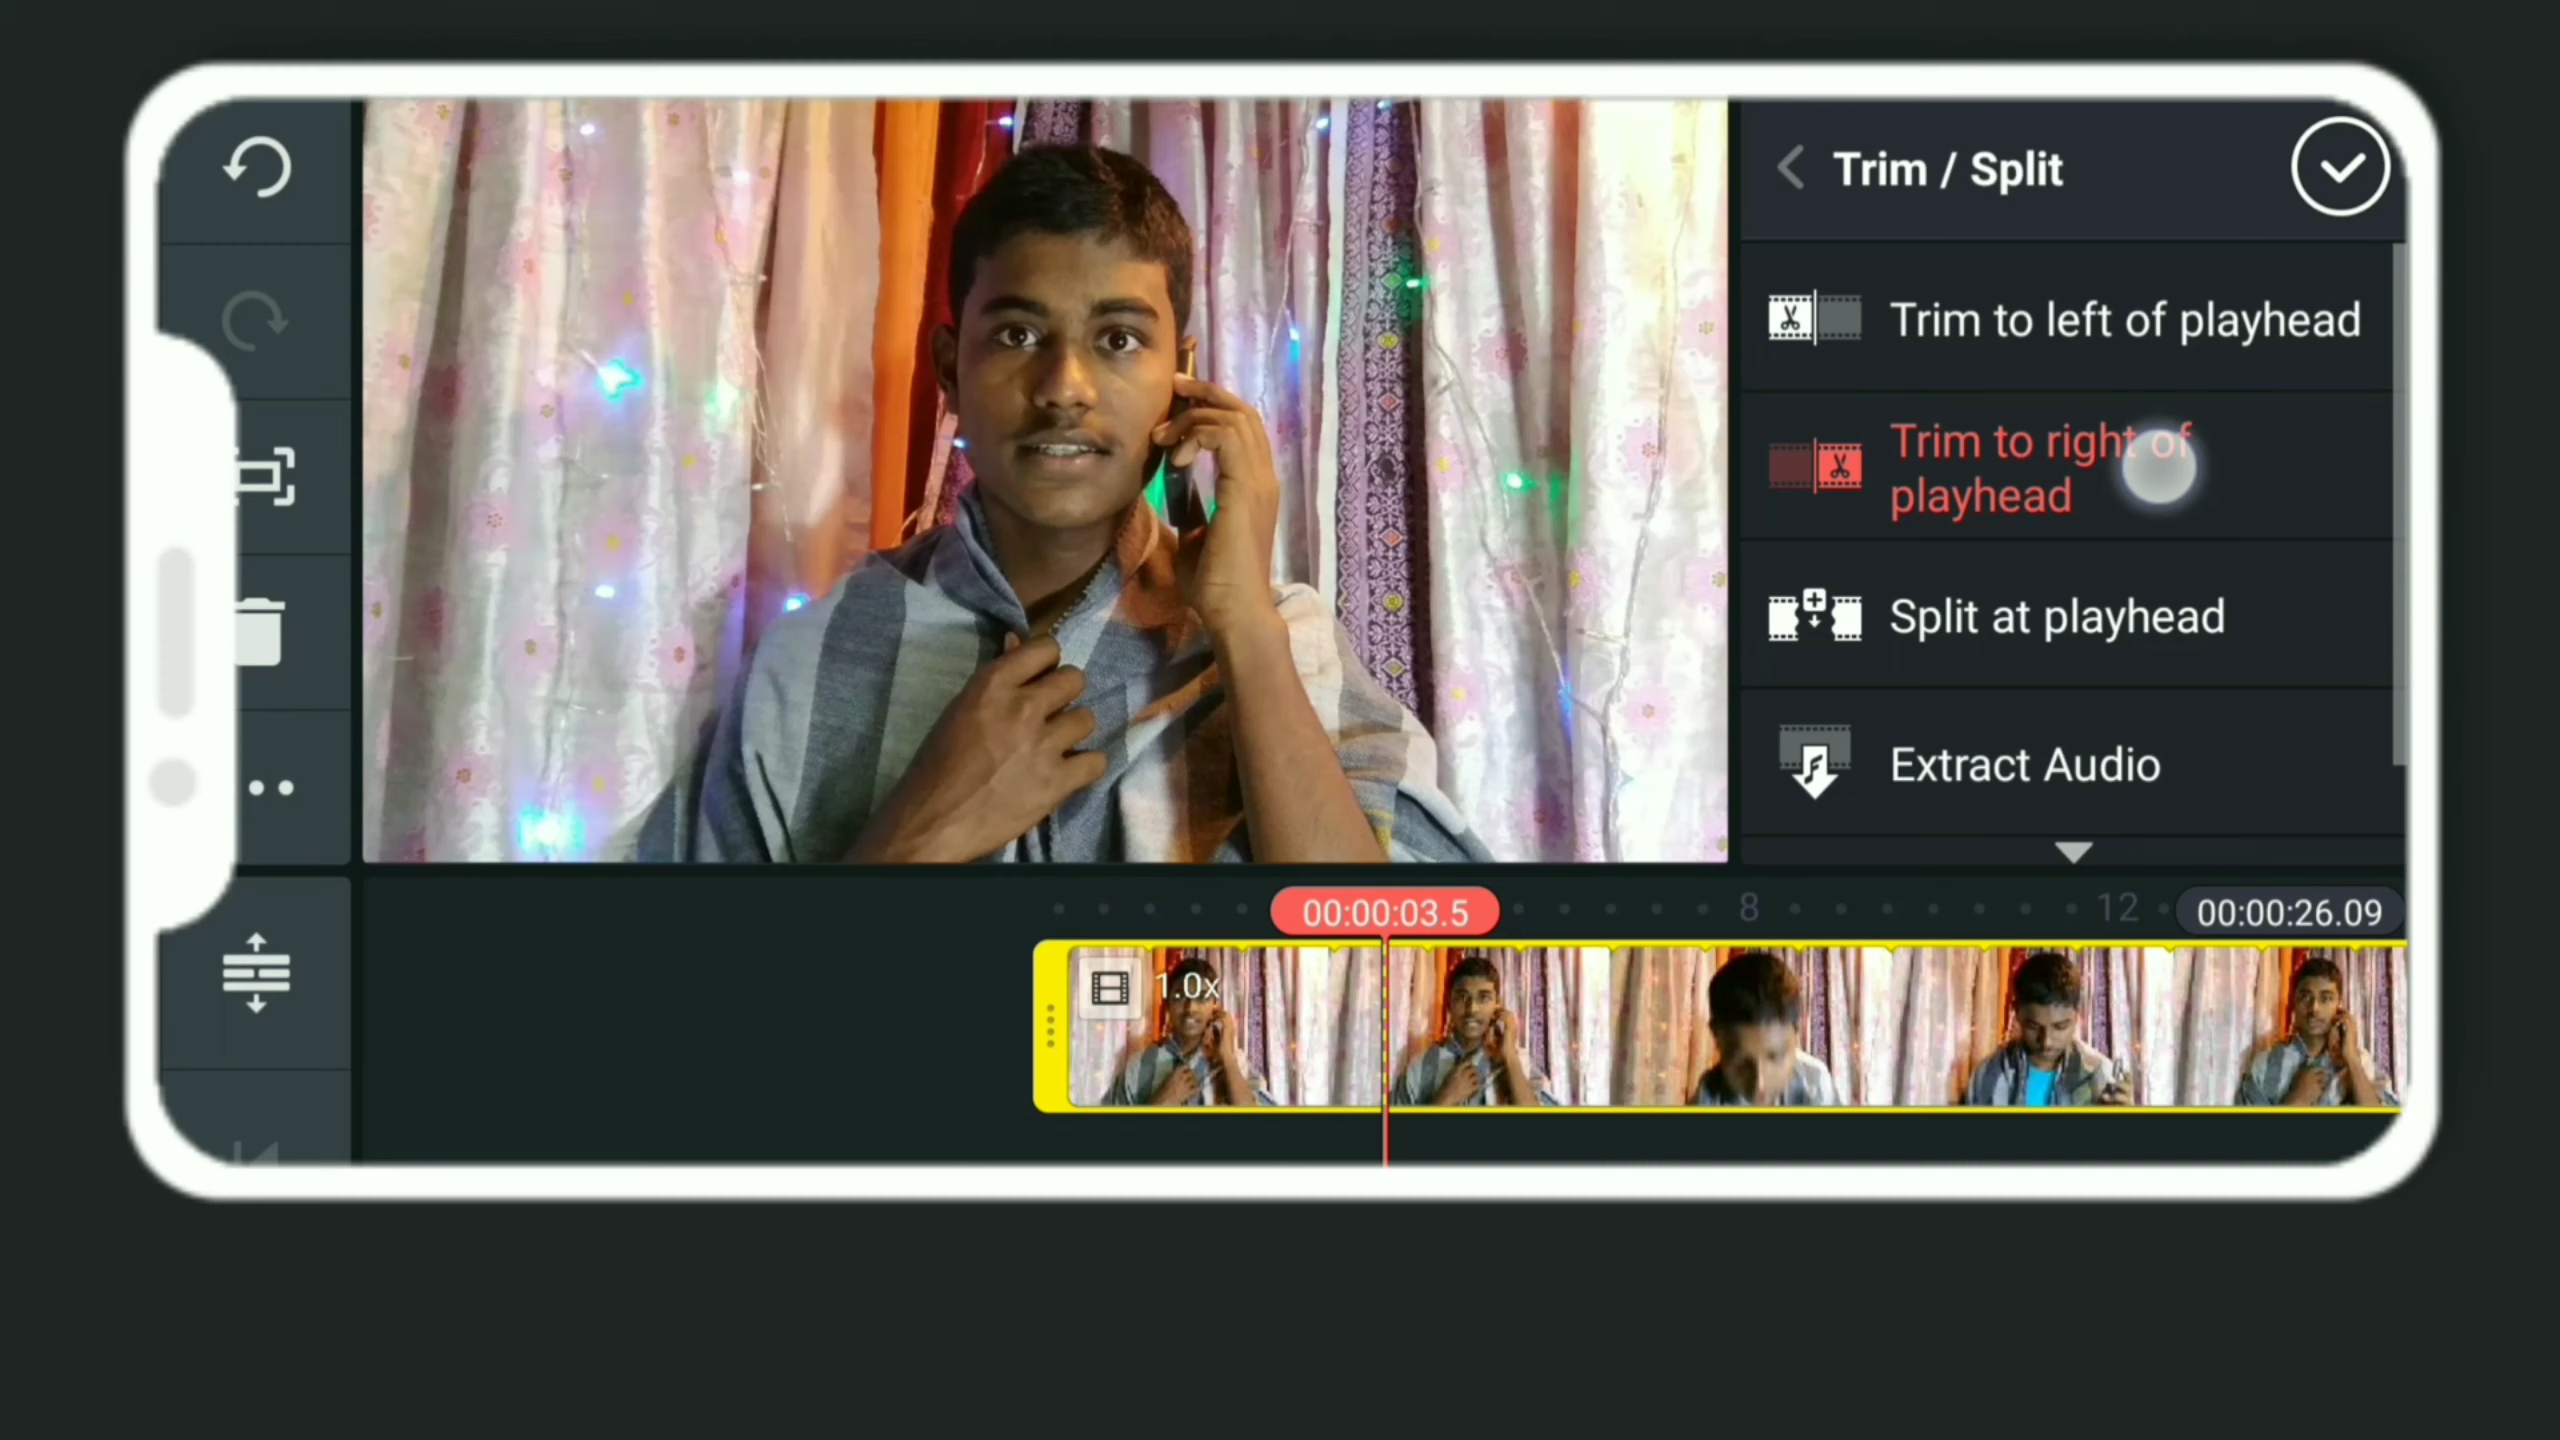 Trim / Split
Trim to left of playhead
Trim to right of
playhead
Split at playhead
Extract Audio
00:00:03.5
8
12
00:00:26.09
1.0x